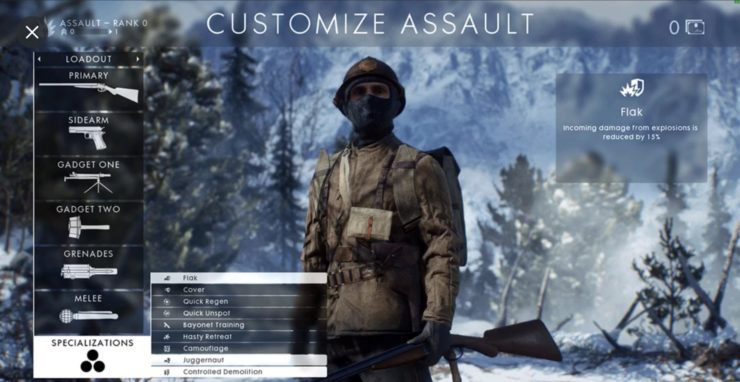 CUSTOMIZE ASSAULT
ASSAULT – RANK 0
0 1
0
LOADOUT
PRIMARY
SIDEARM
GADGET ONE
GADGET TWO
GRENADES
MELEE
SPECIALIZATIONS
Flak
Cover
Quick Regen
Quick Unspot
Bayonet Training
Hasty Retreat
Camouflage
Juggernaut
Controlled Demolition
Flak
Incoming damage from explosions is
reduced by 15%